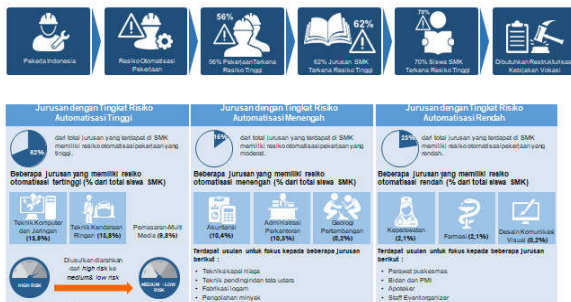 56%
62%
70%
Pekerja Indonesia
Resiko Otomatisasi
Pekerjaan
56% Pekerjaan Terkena
Resiko Tinggi
62% Jurusan SMK
Terkena Resiko Tinggi
70% Siswa SMK
Terkena Resiko Tinggi
Dibutuhkan Restrukturisasi
Kebijakan Vokasi
Jurusan dengan Tingkat Risiko
Automatisasi Tinggi
62%
dari total jurusan yang terdapat di SMK
memiliki resiko otomatisasi pekerjaan yang
tinggi.
Beberapa jurusan yang memiliki resiko
otomatisasi tertinggi (% dari total siswa SMK)
Teknik Komputer
dan Jaringan
(13,9%)
Teknik Kendaraan
Ringan (13,8%)
Pemasaran-Multi
Media (9,8%)
HIGH RISK
Diusulkan diarahkan
dari high risk ke
medium& low risk
MEDIUM - LOW
RISK
Jurusan dengan Tingkat Risiko
Automatisasi Menengah
16%
dari total jurusan yang terdapat di SMK
memiliki resiko otomatisasi pekerjaan yang
moderat.
Beberapa jurusan yang memiliki resiko
otomatisasi menengah (% dari total siswa SMK)
Akuntansi
(10,4%)
Administrasi
Perkantoran
(10,3%)
Geologi
Pertambangan
(0,2%)
Terdapat usulan untuk fokus kepada beberapa jurusan
berikut :
• Teknika kapal niaga
• Teknik pendingin dan tata udara
• Fabrikasi logam
• Pengolahan minyak
Jurusan dengan Tingkat Risiko
Automatisasi Rendah
23%
dari total jurusan yang terdapat di SMK
memiliki resiko otomatisasi pekerjaan yang
rendah.
Beberapa jurusan yang memiliki resiko
otomatisasi rendah (% dari total siswa SMK)
Keperawatan
(2,1%)
Farmasi (2,1%)
Desain Komunikasi
Visual (0,2%)
Terdapat usulan untuk fokus kepada beberapa jurusan
berikut :
• Perawat puskesmas
• Bidan dan PMI
• Apoteker
• Staff Event organizer